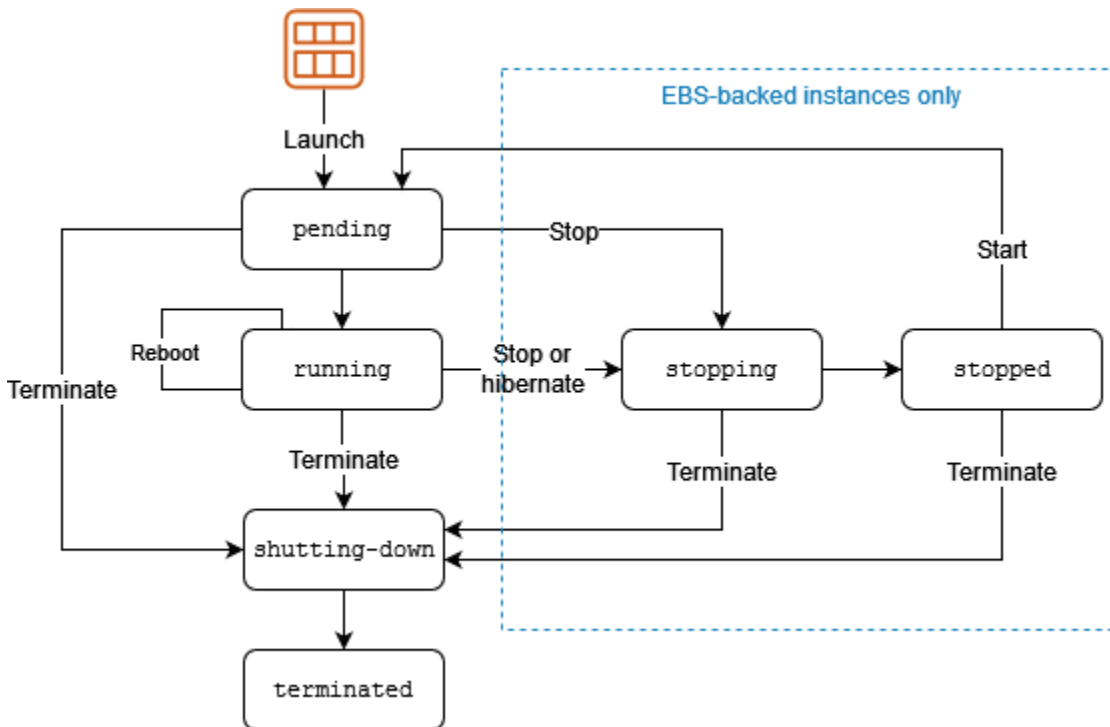 EBS-backed instances only
Launch
pending
Stop
Start
Reboot
running
Stop or
hibernate
stopping
stopped
Terminate
Terminate
Terminate
Terminate
shutting-down
terminated